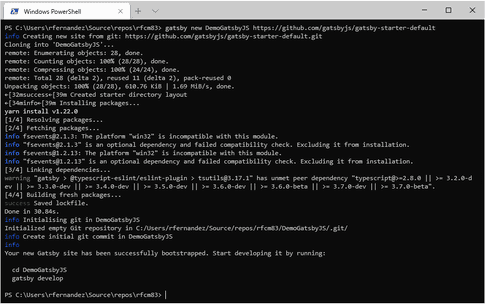 Windows PowerShell
PS C:\Users\rfernandez\Source\repos\rfcm83> gatsby new DemoGatsbyJS https://github.com/gatsbyjs/gatsby-starter-default
info Creating new site from git: https://github.com/gatsbyjs/gatsby-starter-default.git
Cloning into 'DemoGatsbyJS'...
remote: Enumerating objects: 28, done.
remote: Counting objects: 100% (28/28), done.
remote: Compressing objects: 100% (24/24), done.
remote: Total 28 (delta 2), reused 11 (delta 2), pack-reused 0
Unpacking objects: 100% (28/28), 610.76 KiB | 1.69 MiB/s, done.
←[32msuccess←[39m Created starter directory layout
←[34minfo←[39m Installing packages...
yarn install v1.22.0
[1/4] Resolving packages...
[2/4] Fetching packages...
info fsevents@2.1.3: The platform "win32" is incompatible with this module.
info "fsevents@2.1.3" is an optional dependency and failed compatibility check. Excluding it from installation.
info fsevents@1.2.13: The platform "win32" is incompatible with this module.
info "fsevents@1.2.13" is an optional dependency and failed compatibility check. Excluding it from installation.
[3/4] Linking dependencies...
warning "gatsby > @typescript-eslint/eslint-plugin > tsutils@3.17.1" has unmet peer dependency "typescript@>=2.8.0 || >= 3.2.0-d
ev || >= 3.3.0-dev || >= 3.4.0-dev || >= 3.5.0-dev || >= 3.6.0-dev || >= 3.6.0-beta || >= 3.7.0-dev || >= 3.7.0-beta".
[4/4] Building fresh packages...
success Saved lockfile.
Done in 30.84s.
info Initialising git in DemoGatsbyJS
Initialized empty Git repository in C:/Users/rfernandez/Source/repos/rfcm83/DemoGatsbyJS/.git/
info Create initial git commit in DemoGatsbyJS
info
Your new Gatsby site has been successfully bootstrapped. Start developing it by running:
cd DemoGatsbyJS
gatsby develop
PS C:\Users\rfernandez\Source\repos\rfcm83>